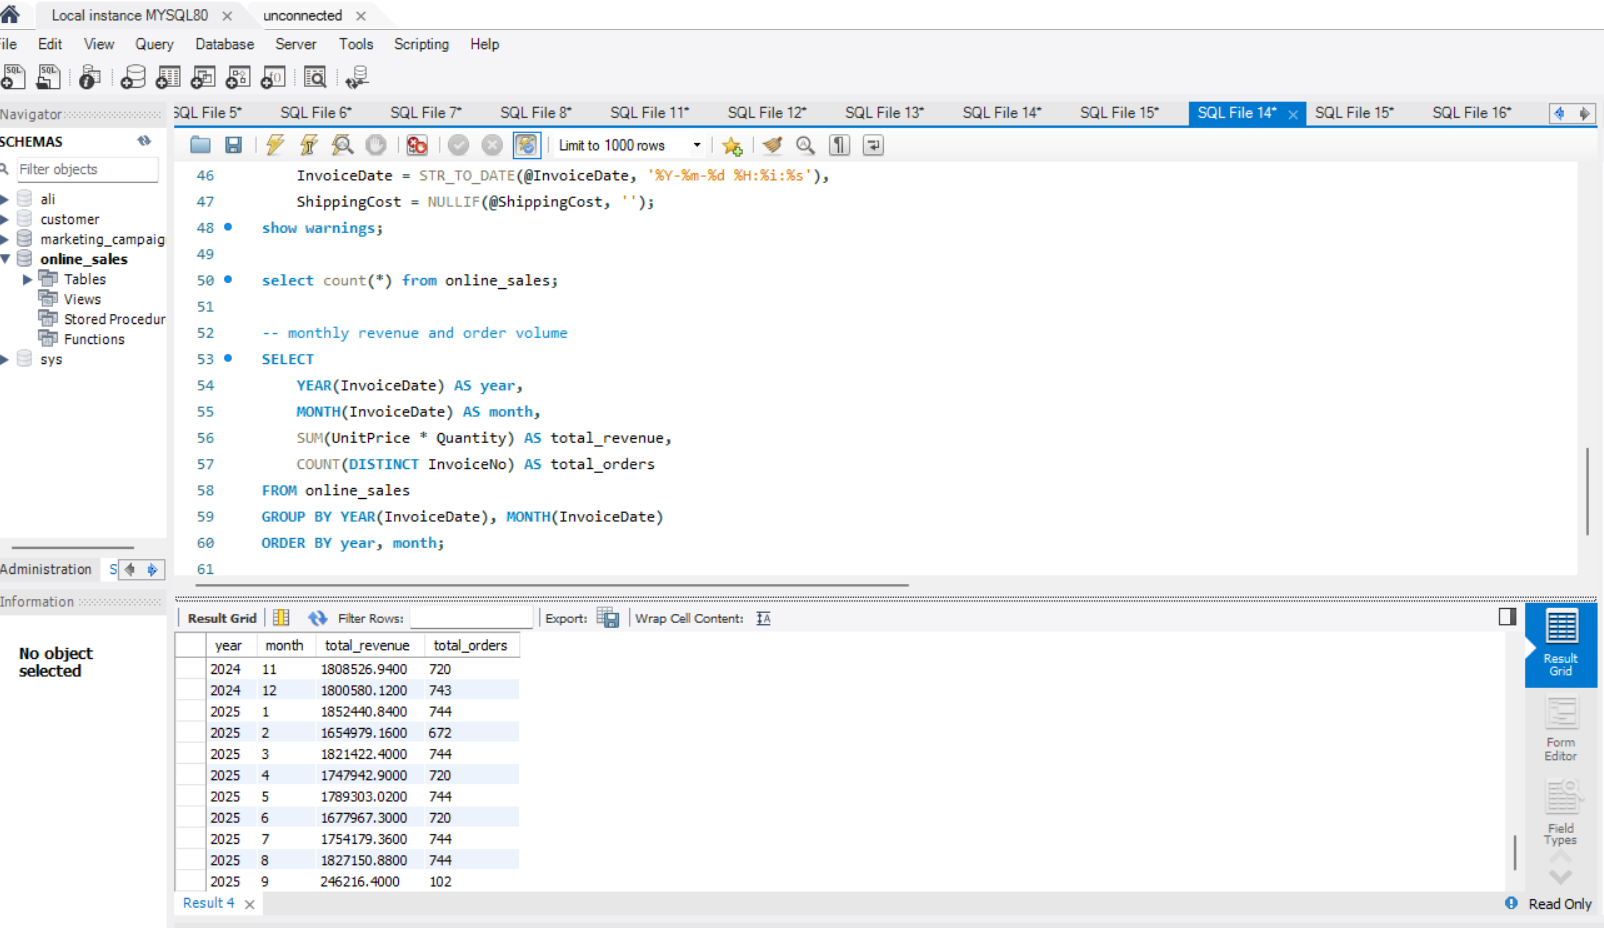 Local instance MYSQL80 ×
unconnected ×
ile Edit View Query Database Server Tools Scripting Help
Navigator
SQL File 5* SQL File 6* SQL File 7* SQL File 8* SQL File 11* SQL File 12* SQL File 13* SQL File 14* SQL File 15* SQL File 14* × SQL File 15* SQL File 16*
SCHEMAS
Filter objects
ali
customer
marketing_campaig
online_sales
Tables
Views
Stored Procedur
Functions
sys
Administration S
Information
No object
selected
Limit to 1000 rows
46 InvoiceDate = STR_TO_DATE(@InvoiceDate, '%Y-%m-%d %H:%i:%s'),
47 ShippingCost = NULLIF(@ShippingCost, '');
48 show warnings;
49
50 select count(*) from online_sales;
51
52 -- monthly revenue and order volume
53 SELECT
54 YEAR(InvoiceDate) AS year,
55 MONTH(InvoiceDate) AS month,
56 SUM(UnitPrice * Quantity) AS total_revenue,
57 COUNT(DISTINCT InvoiceNo) AS total_orders
58 FROM online_sales
59 GROUP BY YEAR(InvoiceDate), MONTH(InvoiceDate)
60 ORDER BY year, month;
61
Result Grid Filter Rows: Export: Wrap Cell Content: IA
year month total_revenue total_orders
2024 11 1808526.9400 720
2024 12 1800580.1200 743
2025 1 1852440.8400 744
2025 2 1654979.1600 672
2025 3 1821422.4000 744
2025 4 1747942.9000 720
2025 5 1789303.0200 744
2025 6 1677967.3000 720
2025 7 1754179.3600 744
2025 8 1827150.8800 744
2025 9 246216.4000 102
Result
Grid
Form
Editor
Field
Types
Result 4 ×
Read Only